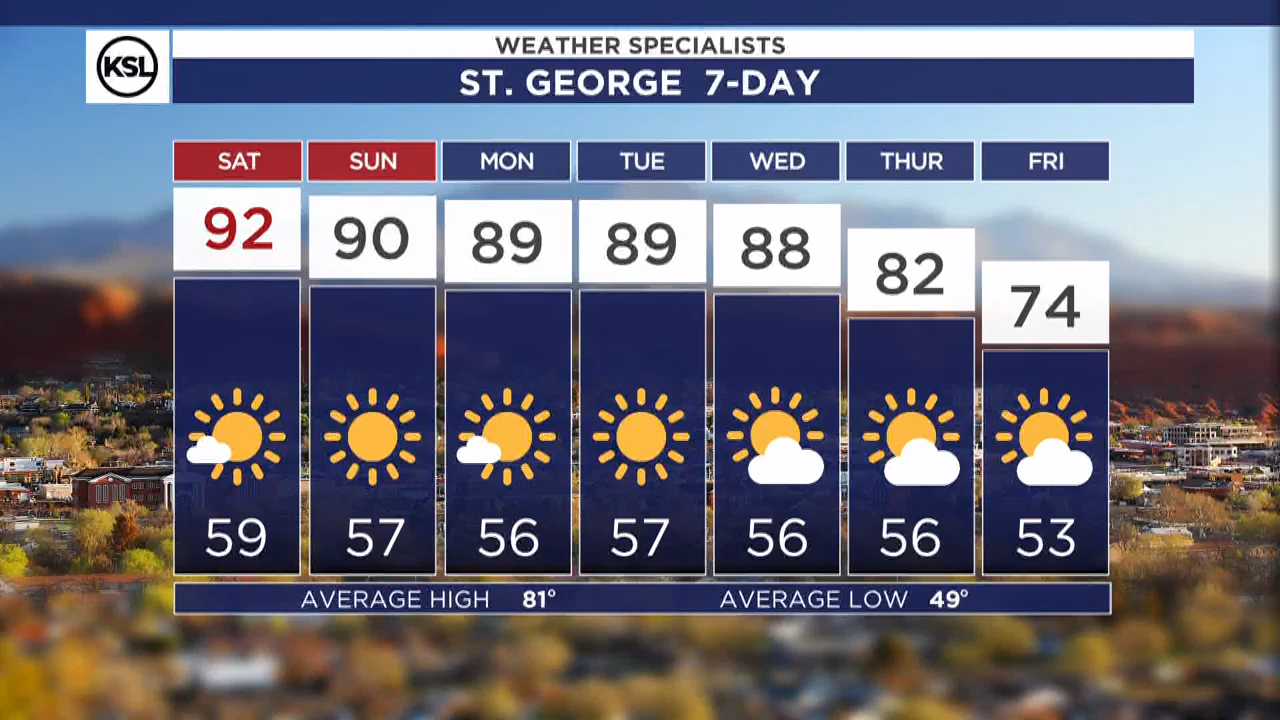 KSL
WEATHER SPECIALISTS
ST. GEORGE 7-DAY
SAT SUN MON TUE WED THUR FRI
92 90 89 89 88 82 74
59 57 56 57 56 56 53
AVERAGE HIGH 81° AVERAGE LOW 49°